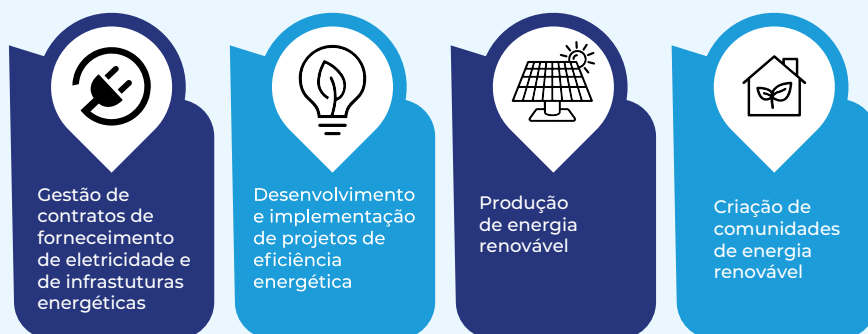 Gestão de
contratos de
forneceimento
de eletricidade e
de infrastuturas
energéticas
Desenvolvimento
e implementação
de projetos de
eficiência
energética
Produção
de energia
renovável
Criação de
comunidades
de energia
renovável